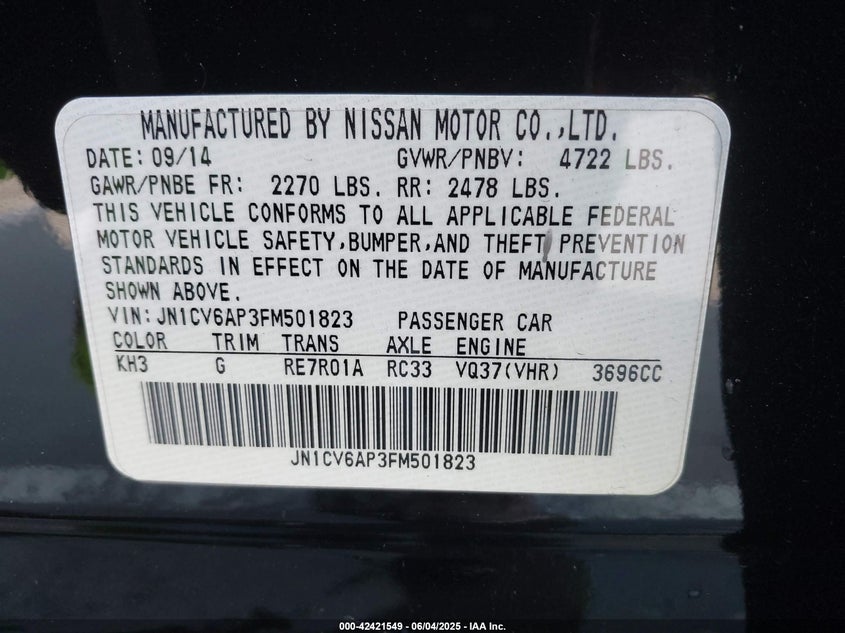 MANUFACTURED BY NISSAN MOTOR CO.,LTD.
DATE: 09/14 GVWR/PNBV: 4722 LBS.
GAWR/PNBE FR: 2270 LBS. RR: 2478 LBS.
THIS VEHICLE CONFORMS TO ALL APPLICABLE FEDERAL
MOTOR VEHICLE SAFETY,BUMPER,AND THEFT PREVENTION
STANDARDS IN EFFECT ON THE DATE OF MANUFACTURE
SHOWN ABOVE.
VIN:JN1CV6AP3FM501823 PASSENGER CAR
COLOR TRIM TRANS AXLE ENGINE
KH3 G RE7R01A RC33 VQ37(VHR) 3696CC
JN1CV6AP3FM501823
000-42421549 - 06/04/2025 - IAA Inc.